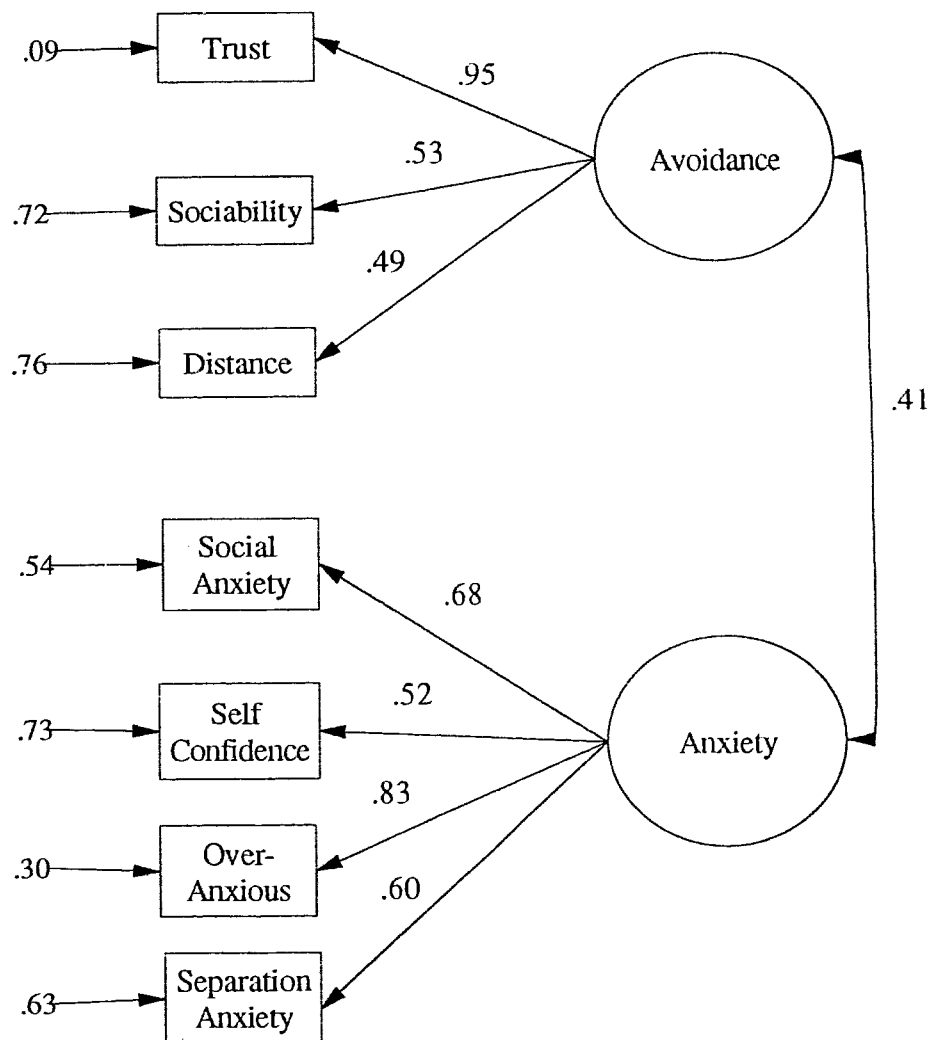 .09
Trust
.95
Avoidance
.53
.72
Sociability
.49
.76
Distance
.41
.54
Social
Anxiety
.68
.73
Self
Confidence
.52
Anxiety
.83
.30
Over-
Anxious
.60
.63
Separation
Anxiety